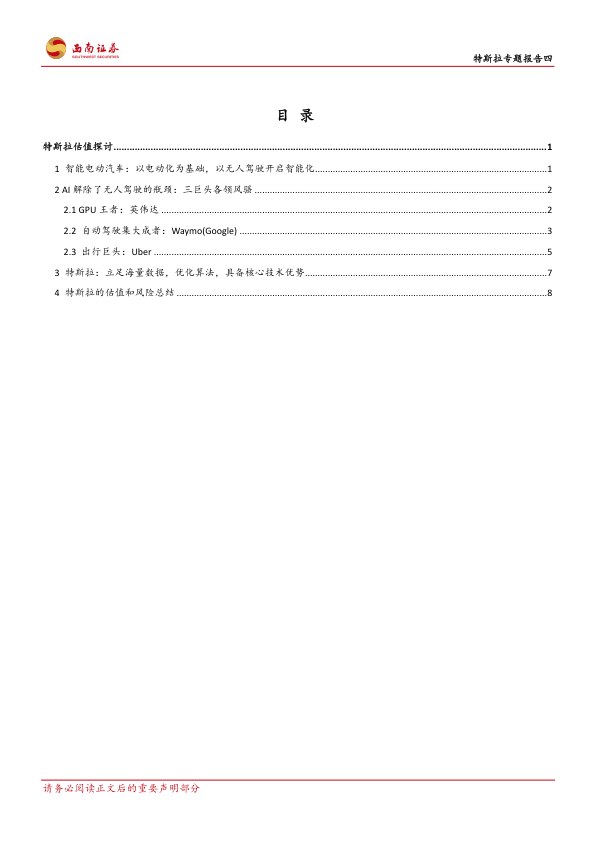 西南证券
SOUTHWEST SECURITIES
特斯拉专题报告四
目 录
特斯拉估值探讨...1
1 智能电动汽车：以电动化为基础，以无人驾驶开启智能化...1
2 AI 解除了无人驾驶的瓶颈：三巨头各领风骚...2
2.1 GPU 王者：英伟达...2
2.2 自动驾驶集大成者：Waymo(Google)...3
2.3 出行巨头：Uber...5
3 特斯拉：立足海量数据，优化算法，具备核心技术优势...7
4 特斯拉的估值和风险总结...8
请务必阅读正文后的重要声明部分